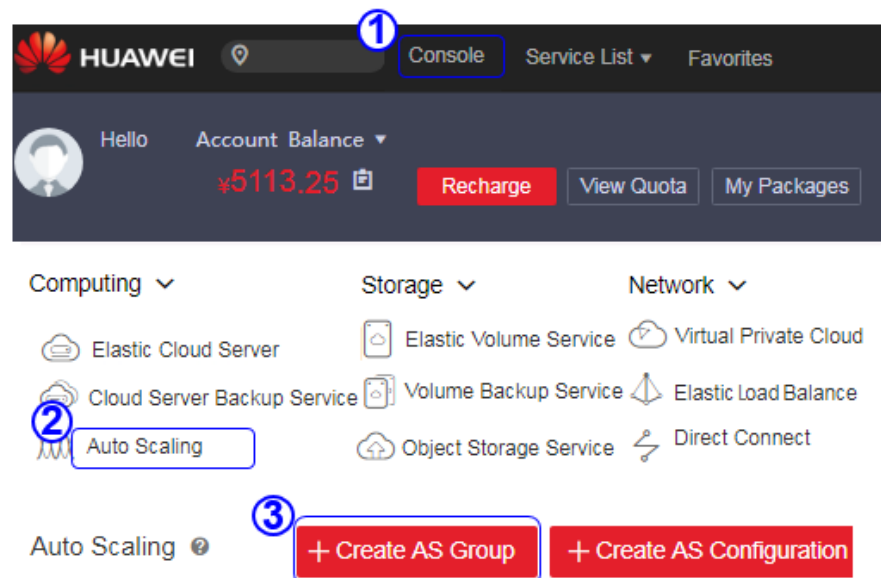 1
HUAWEI Console Service List Favorites
Hello Account Balance
¥5113.25 Recharge View Quota My Packages
Computing Storage Network
Elastic Cloud Server Elastic Volume Service Virtual Private Cloud
Cloud Server Backup Service Volume Backup Service Elastic Load Balance
2
Auto Scaling Object Storage Service Direct Connect
3
Auto Scaling ? + Create AS Group + Create AS Configuration